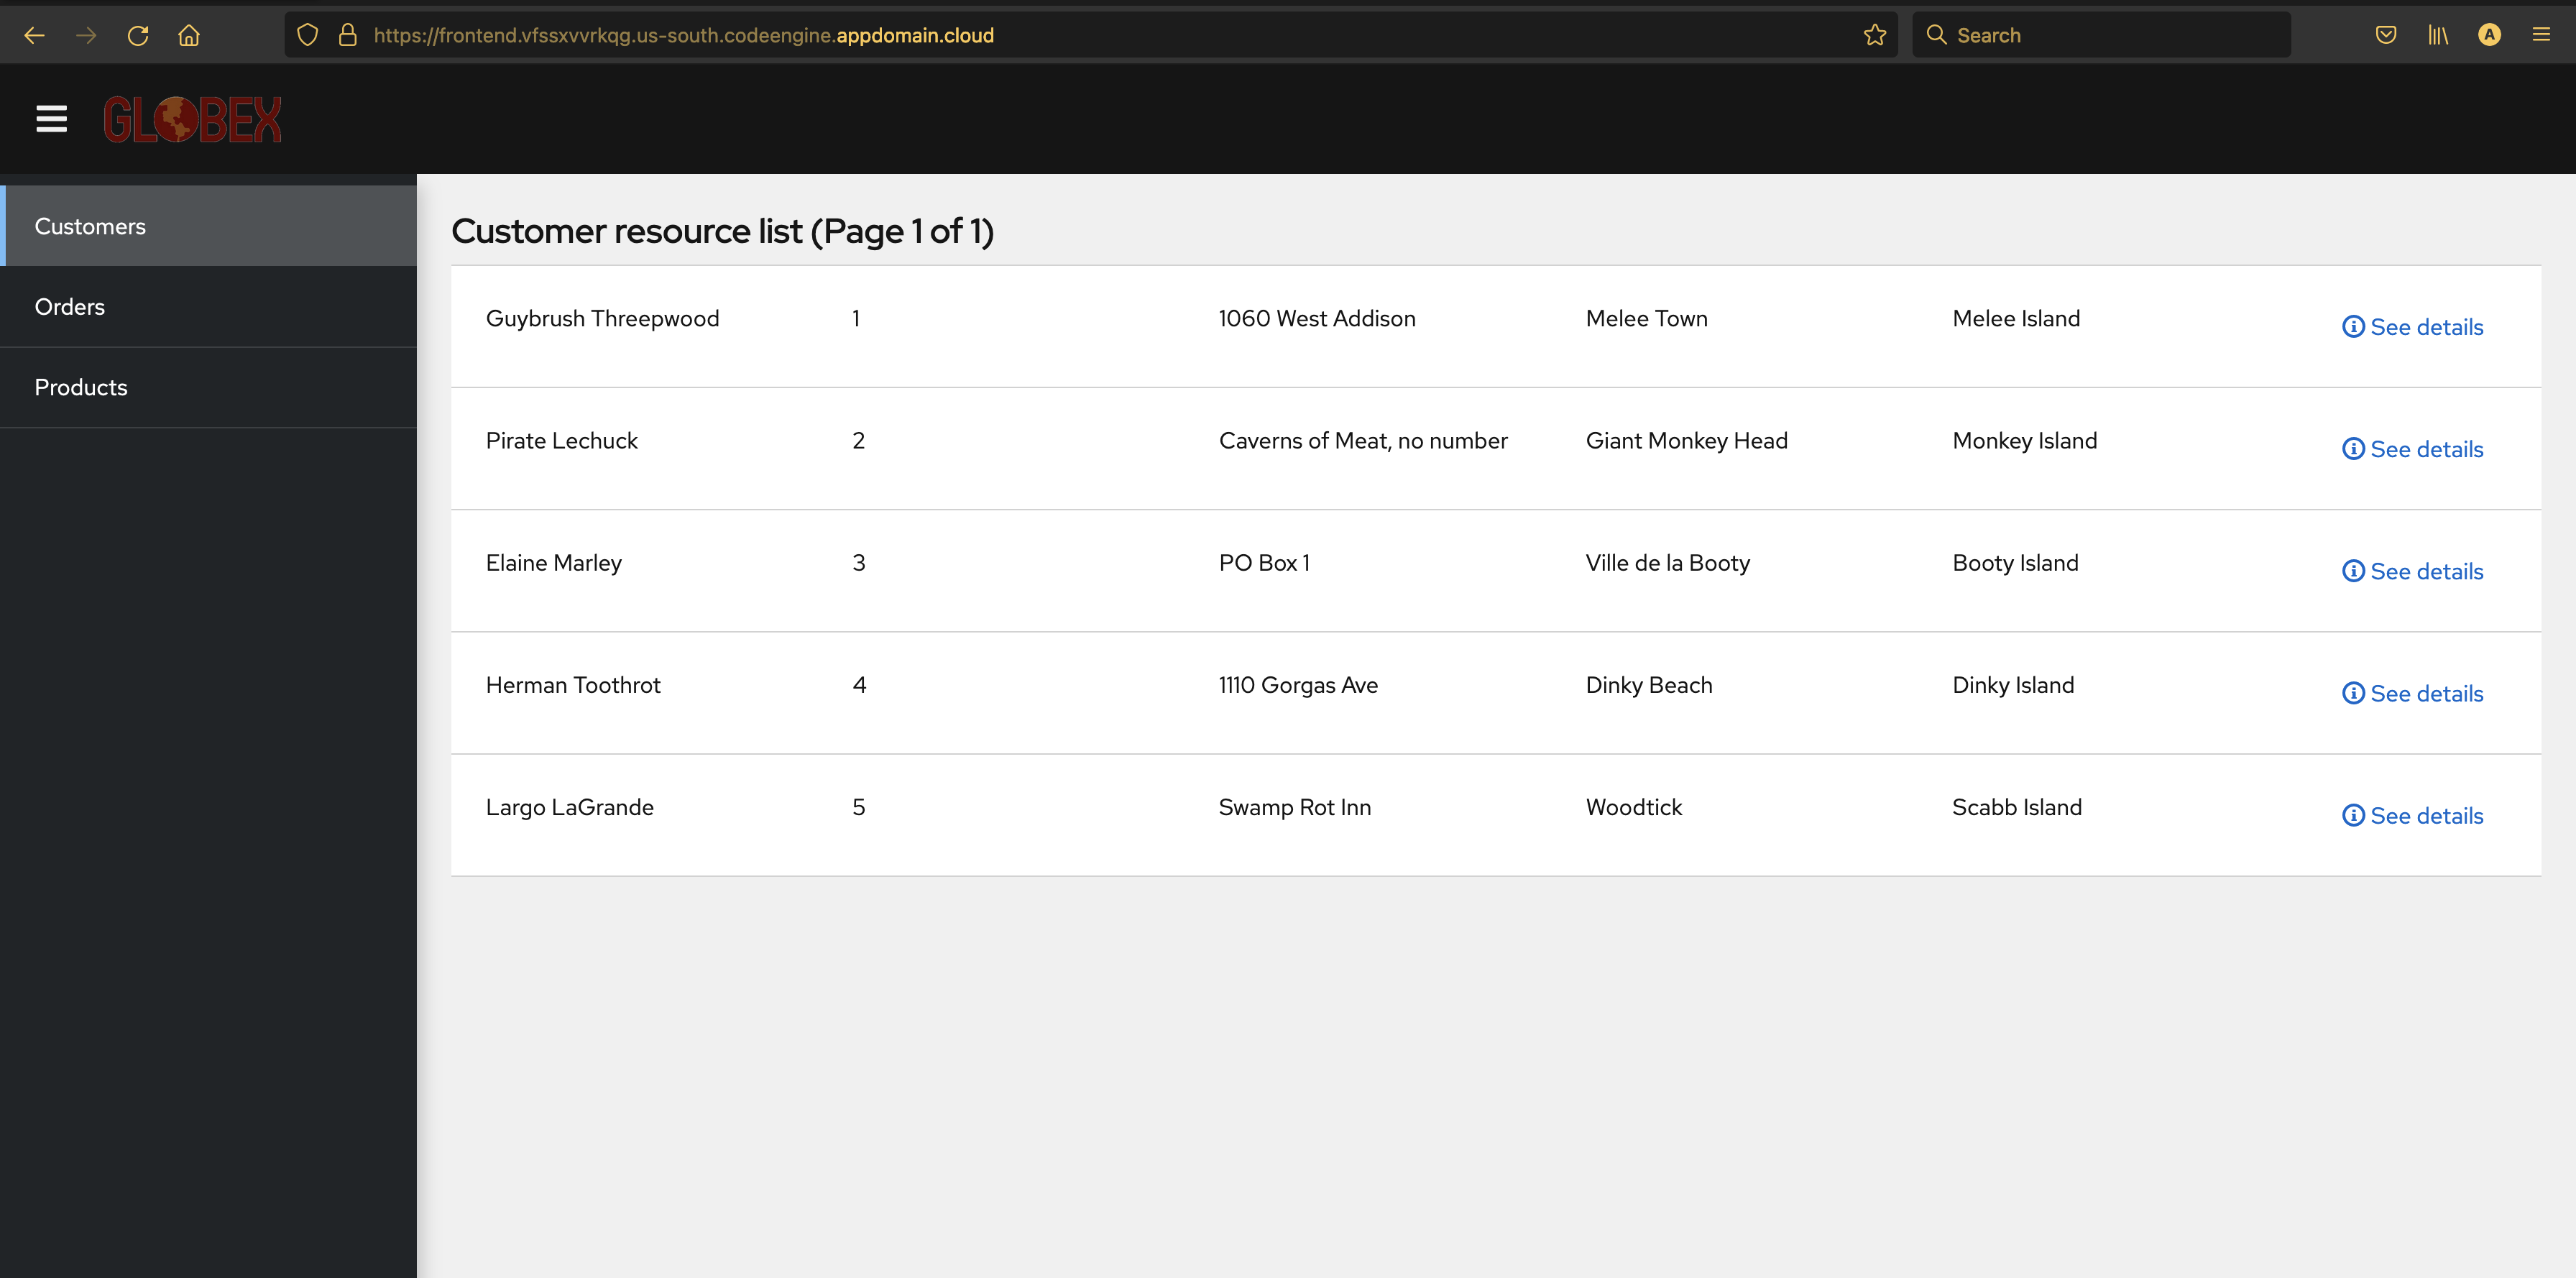 https://frontend.vfssxvvrkqg.us-south.codeengine.appdomain.cloud
Search
A
GLOBEX
Customers
Orders
Products
Customer resource list (Page 1 of 1)
Guybrush Threepwood 1 1060 West Addison Melee Town Melee Island See details
Pirate Lechuck 2 Caverns of Meat, no number Giant Monkey Head Monkey Island See details
Elaine Marley 3 PO Box 1 Ville de la Booty Booty Island See details
Herman Toothrot 4 1110 Gorgas Ave Dinky Beach Dinky Island See details
Largo LaGrande 5 Swamp Rot Inn Woodtick Scabb Island See details